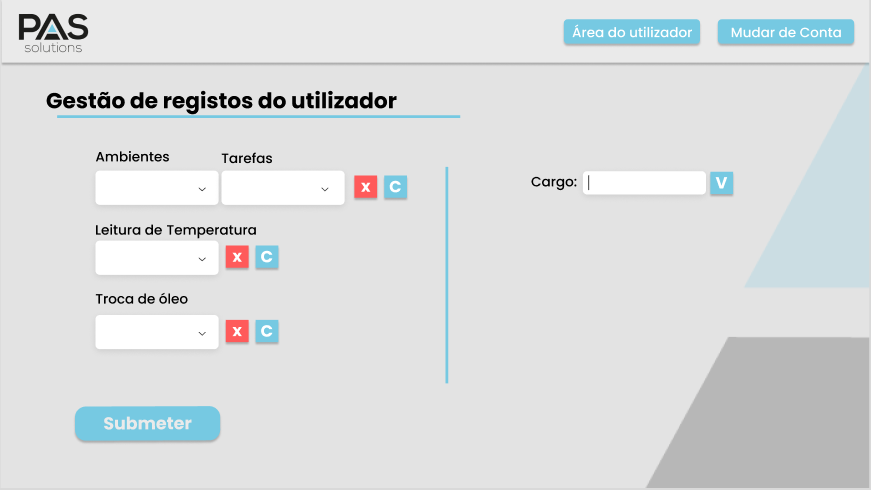 PAS
solutions
Área do utilizador
Mudar de Conta
Gestão de registos do utilizador
Ambientes
Tarefas
x
C
Cargo:
V
Leitura de Temperatura
x
C
Troca de óleo
x
C
Submeter